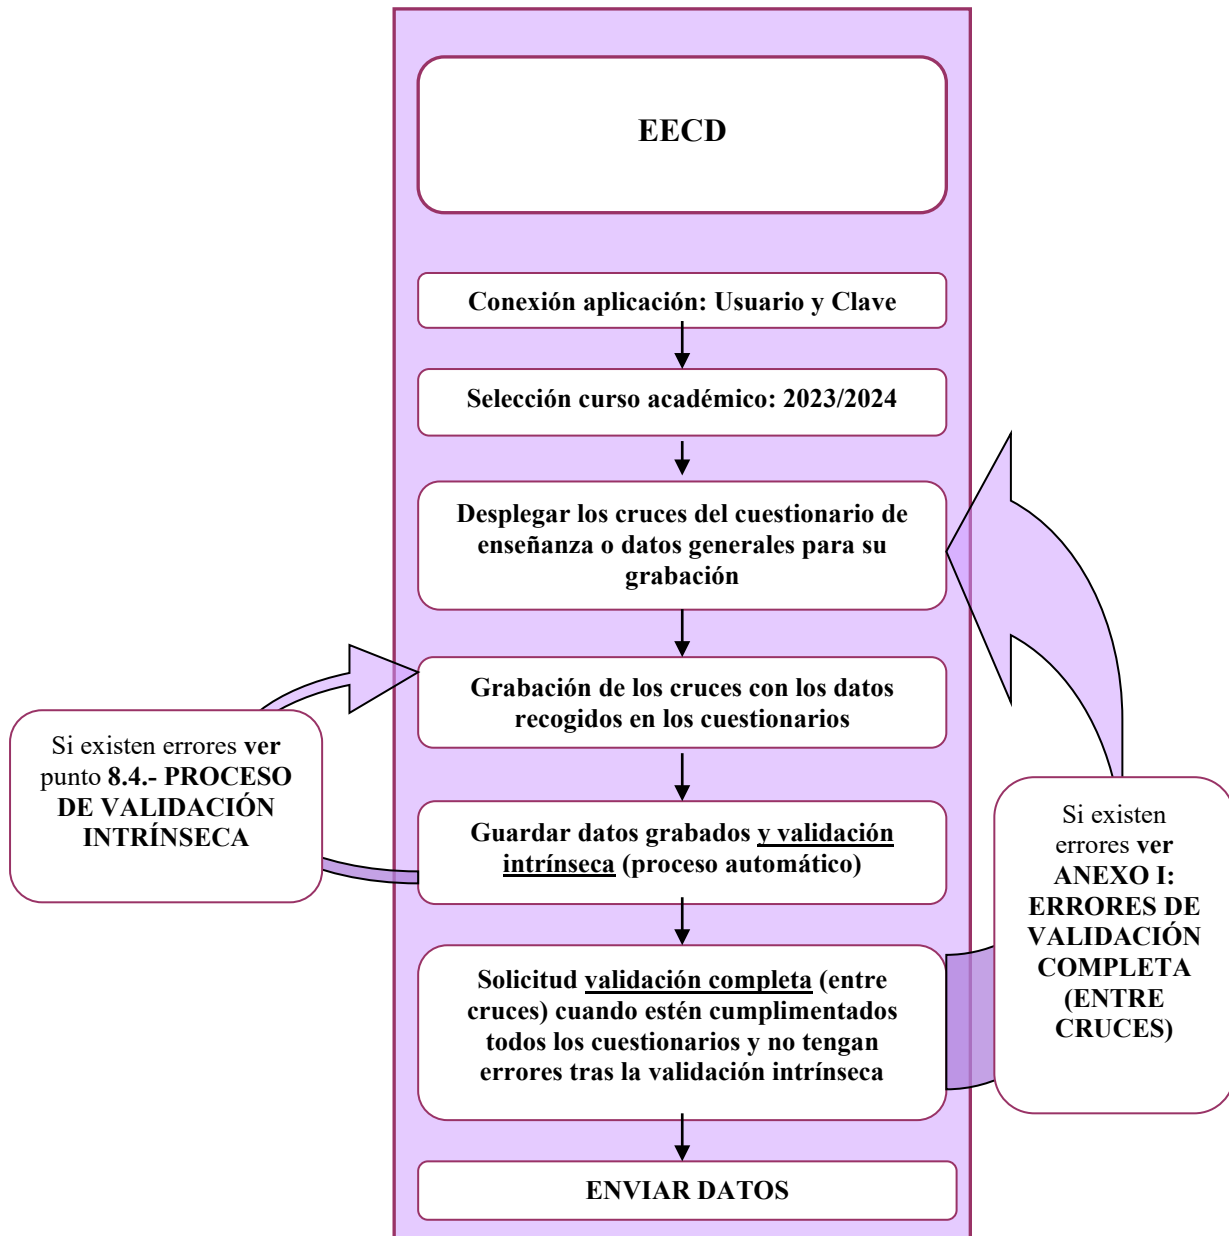 EECD
Conexión aplicación: Usuario y Clave
Selección curso académico: 2023/2024
Desplegar los cruces del cuestionario de
enseñanza o datos generales para su
grabación
Grabación de los cruces con los datos
recogidos en los cuestionarios
Si existen errores ver
punto 8.4.- PROCESO
DE VALIDACIÓN
INTRÍNSECA
Guardar datos grabados y validación
intrínseca (proceso automático)
Si existen
errores ver
ANEXO I:
ERRORES DE
VALIDACIÓN
COMPLETA
(ENTRE
CRUCES)
Solicitud validación completa (entre
cruces) cuando estén cumplimentados
todos los cuestionarios y no tengan
errores tras la validación intrínseca
ENVIAR DATOS